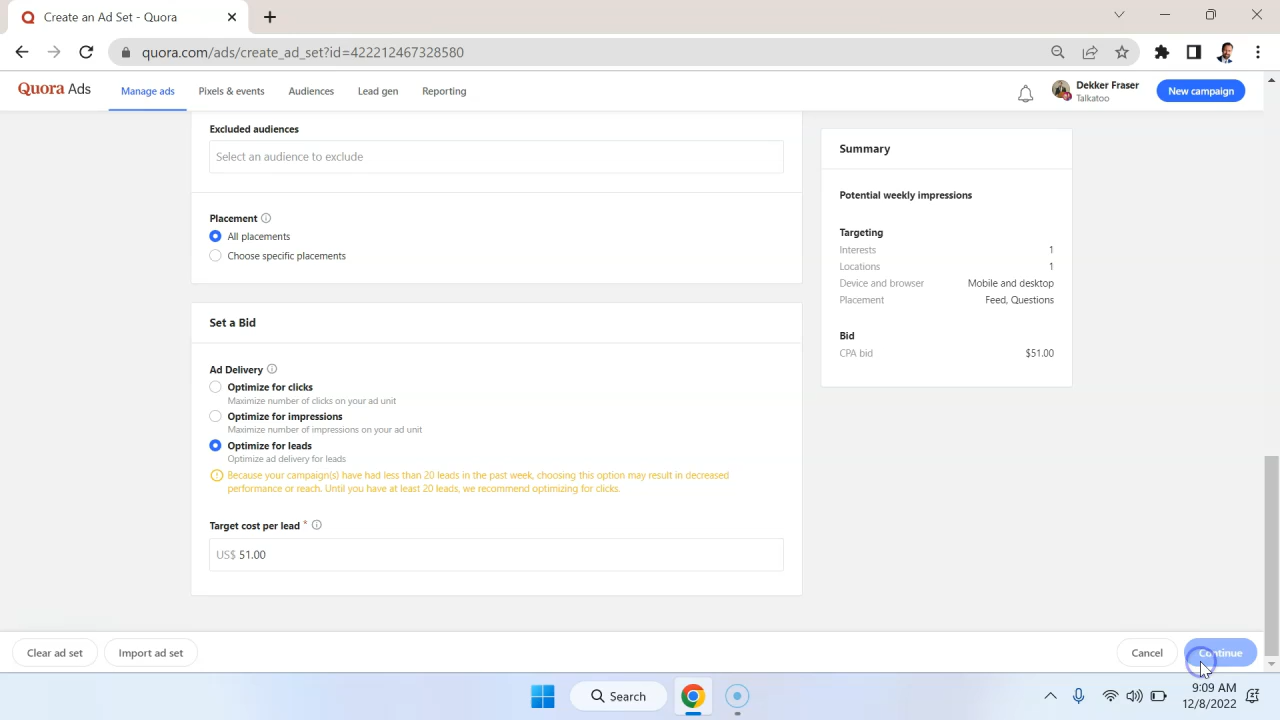 Create an Ad Set - Quora
quora.com/ads/create_ad_set?id=422212467328580
Quora Ads
Manage ads
Pixels & events
Audiences
Lead gen
Reporting
Dekker Fraser
Talkatoo
New campaign
Excluded audiences
Select an audience to exclude
Placement
All placements
Choose specific placements
Set a Bid
Ad Delivery
Optimize for clicks
Maximize number of clicks on your ad unit
Optimize for impressions
Maximize number of impressions on your ad unit
Optimize for leads
Optimize ad delivery for leads
Because your campaign(s) have had less than 20 leads in the past week, choosing this option may result in decreased
performance or reach. Until you have at least 20 leads, we recommend optimizing for clicks.
Target cost per lead *
US$ 51.00
Summary
Potential weekly impressions
Targeting
Interests 1
Locations 1
Device and browser Mobile and desktop
Placement Feed, Questions
Bid
CPA bid $51.00
Clear ad set
Import ad set
Cancel
Continue
Search
9:09 AM
12/8/2022